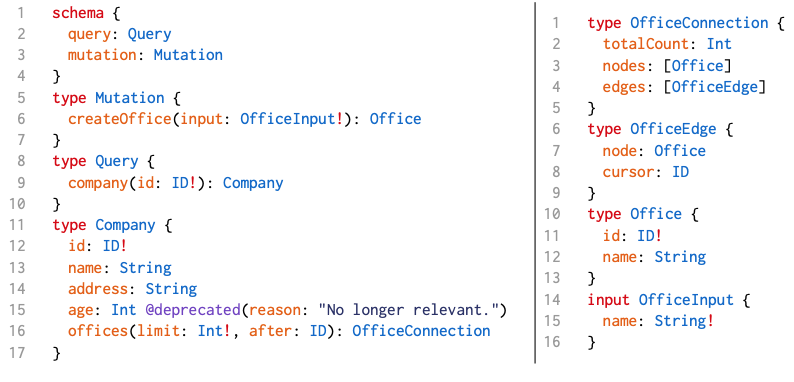 1 schema {
2 query: Query
3 mutation: Mutation
4 }
5 type Mutation {
6 createOffice(input: OfficeInput!): Office
7 }
8 type Query {
9 company(id: ID!): Company
10 }
11 type Company {
12 id: ID!
13 name: String
14 address: String
15 age: Int @deprecated(reason: "No longer relevant.")
16 offices(limit: Int!, after: ID): OfficeConnection
17 }
1 type OfficeConnection {
2 totalCount: Int
3 nodes: [Office]
4 edges: [OfficeEdge]
5 }
6 type OfficeEdge {
7 node: Office
8 cursor: ID
9 }
10 type Office {
11 id: ID!
12 name: String
13 }
14 input OfficeInput {
15 name: String!
16 }